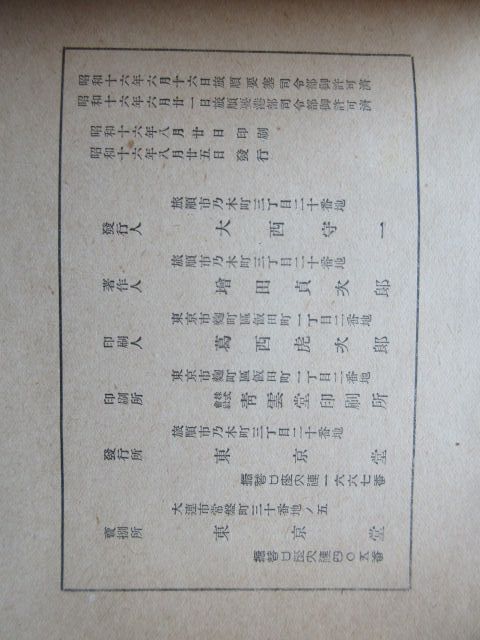 昭和十六年六月十六日旅順要塞司令部御許可済
昭和十六年六月廿一日旅順要港部司令部御許可済
昭和十六年八月廿日印刷
昭和十六年八月廿五日發行
旅順市乃木町三丁目二十番地
發行人 大西守一
旅順市乃木町三丁目二十番地
著作人 增田貞次郎
東京市麹町區飯田町一丁目二番地
印刷人 葛西虎次郎
東京市麹町區飯田町一丁目二番地
印刷所 株式會社 青雲堂印刷所
旅順市乃木町三丁目二十番地
發行所 東京堂
振替口座大連一六六七番
大連市常盤町三十番地ノ五
賣捌所 東京堂
振替口座大連四〇五番